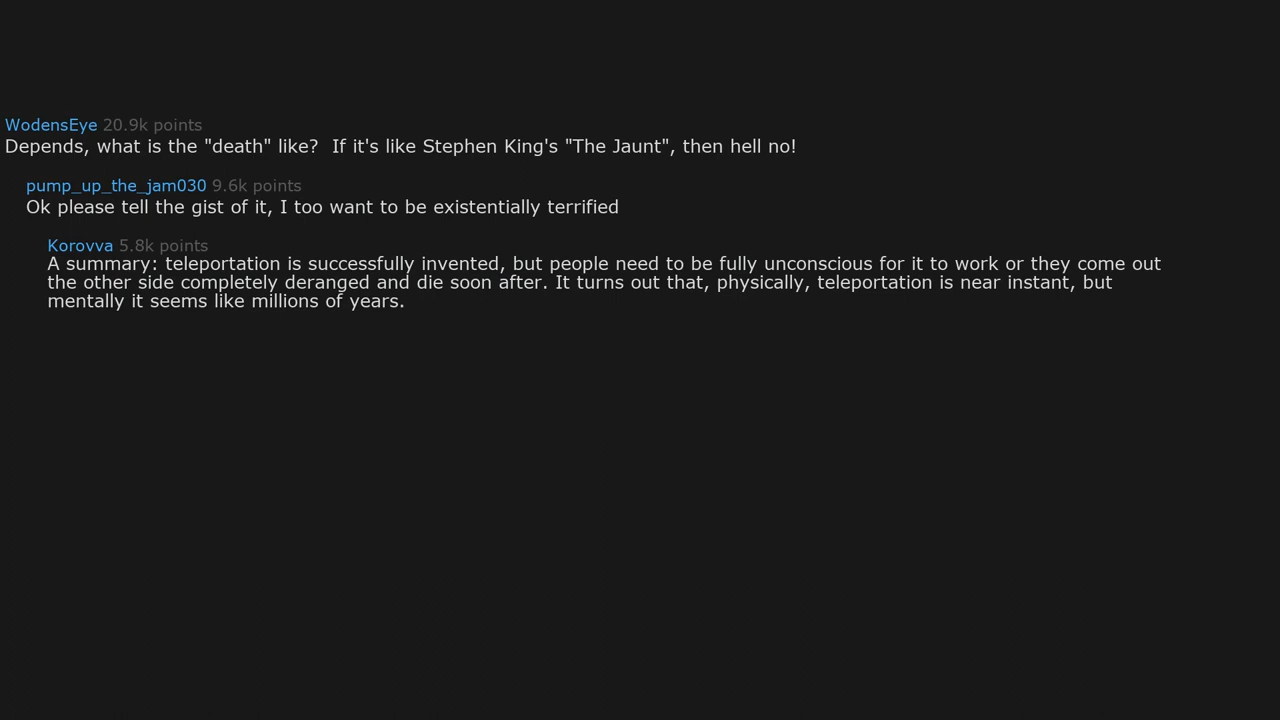 WodensEye 20.9k points
Depends, what is the "death" like?  If it's like Stephen King's "The Jaunt", then hell no!
pump_up_the_jam030 9.6k points
Ok please tell the gist of it, I too want to be existentially terrified
Korovva 5.8k points
A summary: teleportation is successfully invented, but people need to be fully unconscious for it to work or they come out
the other side completely deranged and die soon after. It turns out that, physically, teleportation is near instant, but
mentally it seems like millions of years.